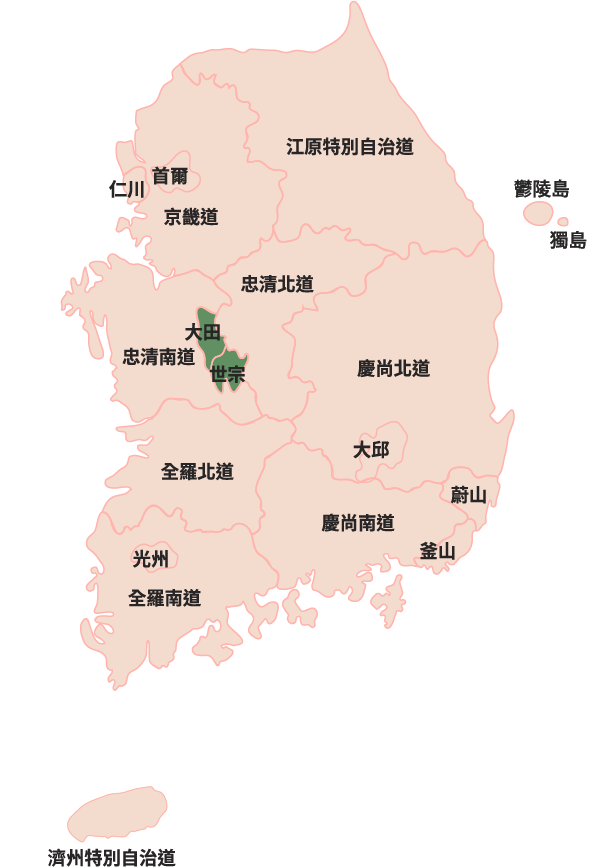 江原特別自治道
首爾
仁川
鬱陵島
京畿道
獨島
忠清北道
大田
忠清南道
慶尚北道
世宗
大邱
全羅北道
蔚山
慶尚南道
釜山
光州
全羅南道
濟州特別自治道